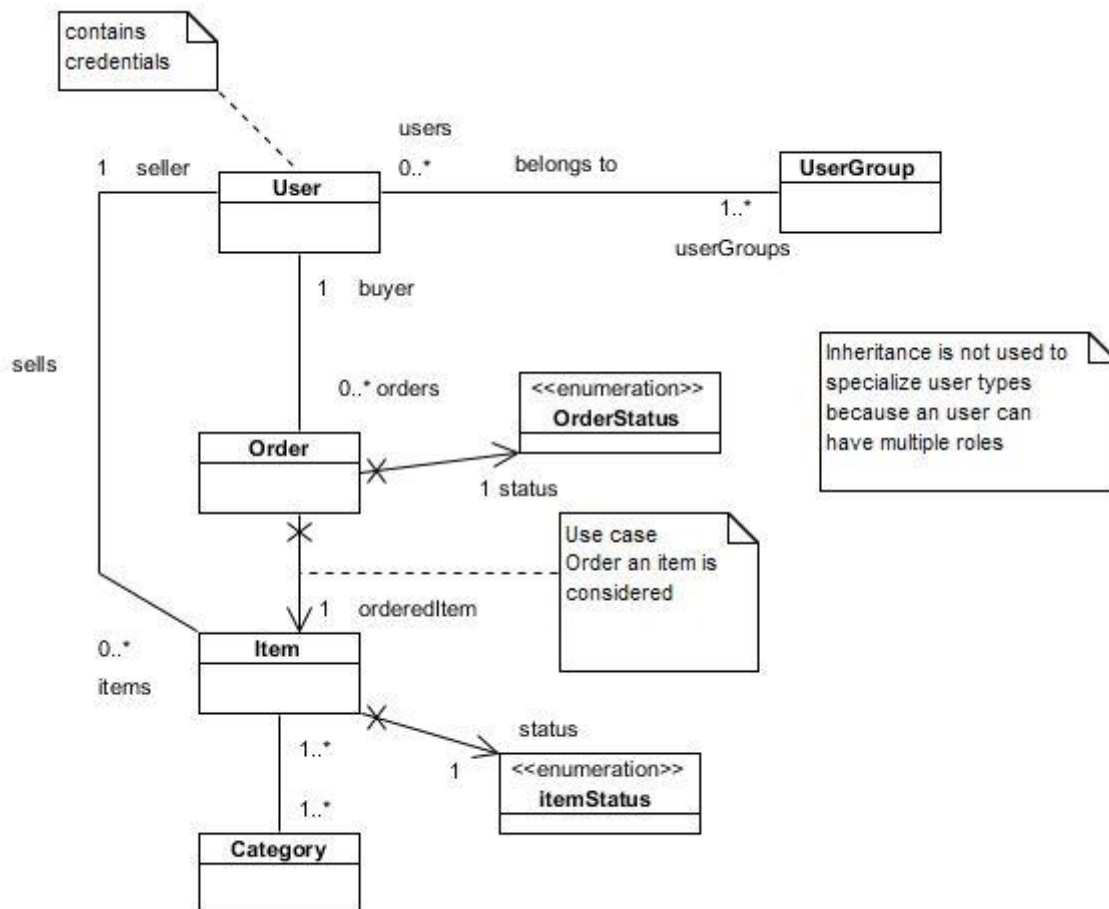 contains
credentials
users
1 seller
0..*
belongs to
UserGroup
User
1..*
userGroups
1 buyer
sells
Inheritance is not used to
specialize user types
because an user can
have multiple roles
0..* orders
<<enumeration>>
OrderStatus
Order
1 status
Use case
Order an item is
considered
1 orderedItem
Item
0..*
items
status
1..*
1
<<enumeration>>
itemStatus
1..*
Category